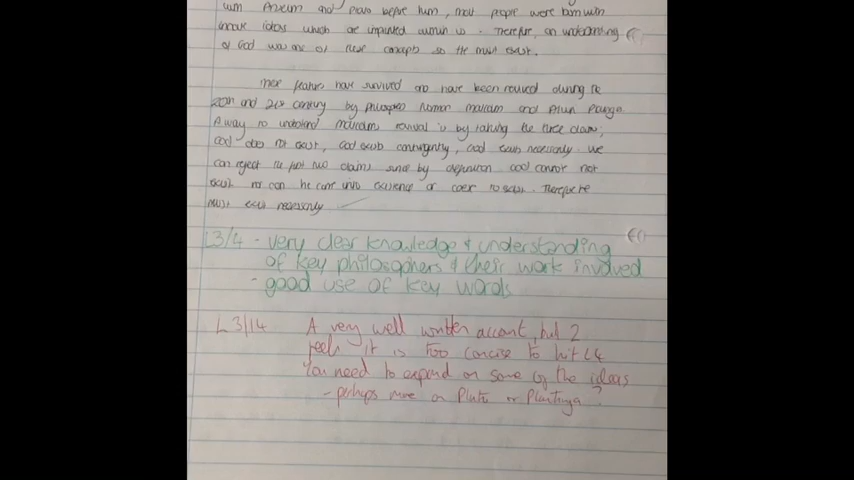 with Anselm and Plato before him, that people were born with
innate ideas which are imprinted within us. Therefore, an understanding
of God was one of these concepts so he must exist.
These features have survived and have been revived during the
20th and 21st century by philosophers Norman Malcolm and Alvin
A way to understand Malcolms revival is by taking the three claims;
God does not exist, God exists contingently, God exists necessarily. We
can reject the first two claims since by definition God cannot not
exist nor can he come into existence or cease to exist. Therefore he
must exist necessarily
L3/4 - very clear knowledge & understanding
of key philosophers & their work involved
- good use of key words
L3/14 A very well written account, but I
feel it is too concise to hit L4
You need to expand on some of the ideas
- perhaps more on Plato or Plantinga?